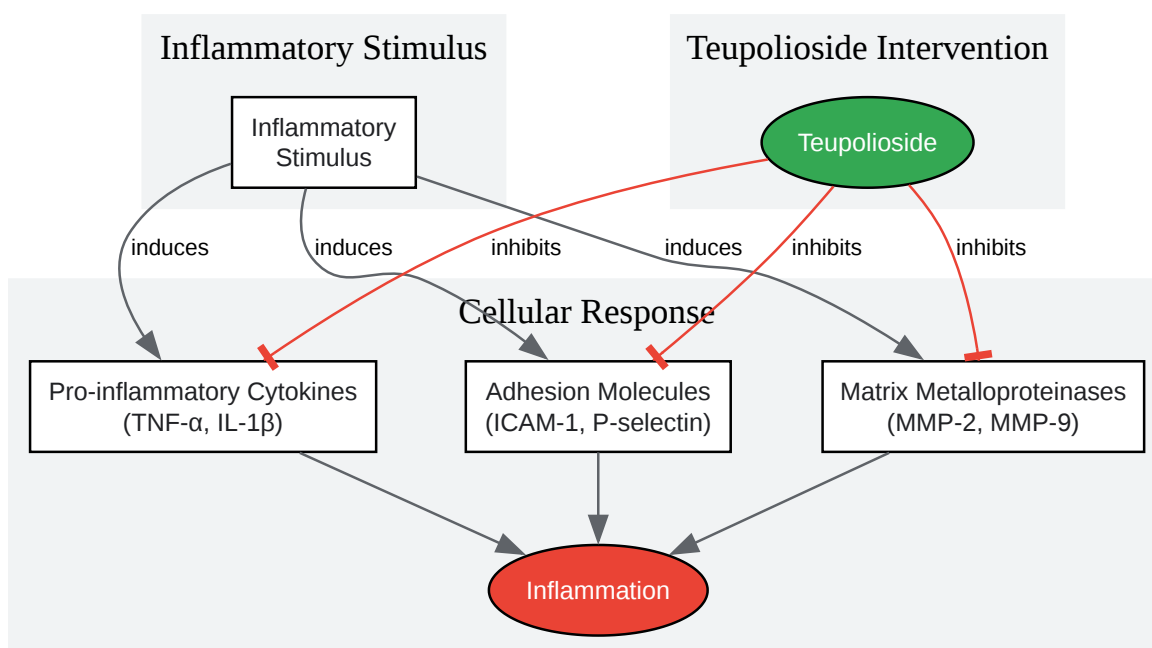 Inflammatory Stimulus
Teupolioside Intervention
Inflammatory
Stimulus
Teupolioside
induces
induces
inhibits
induces
inhibits
inhibits
Cellular Response
Pro-inflammatory Cytokines
(TNF-α, IL-1β)
Adhesion Molecules
(ICAM-1, P-selectin)
Matrix Metalloproteinases
(MMP-2, MMP-9)
Inflammation